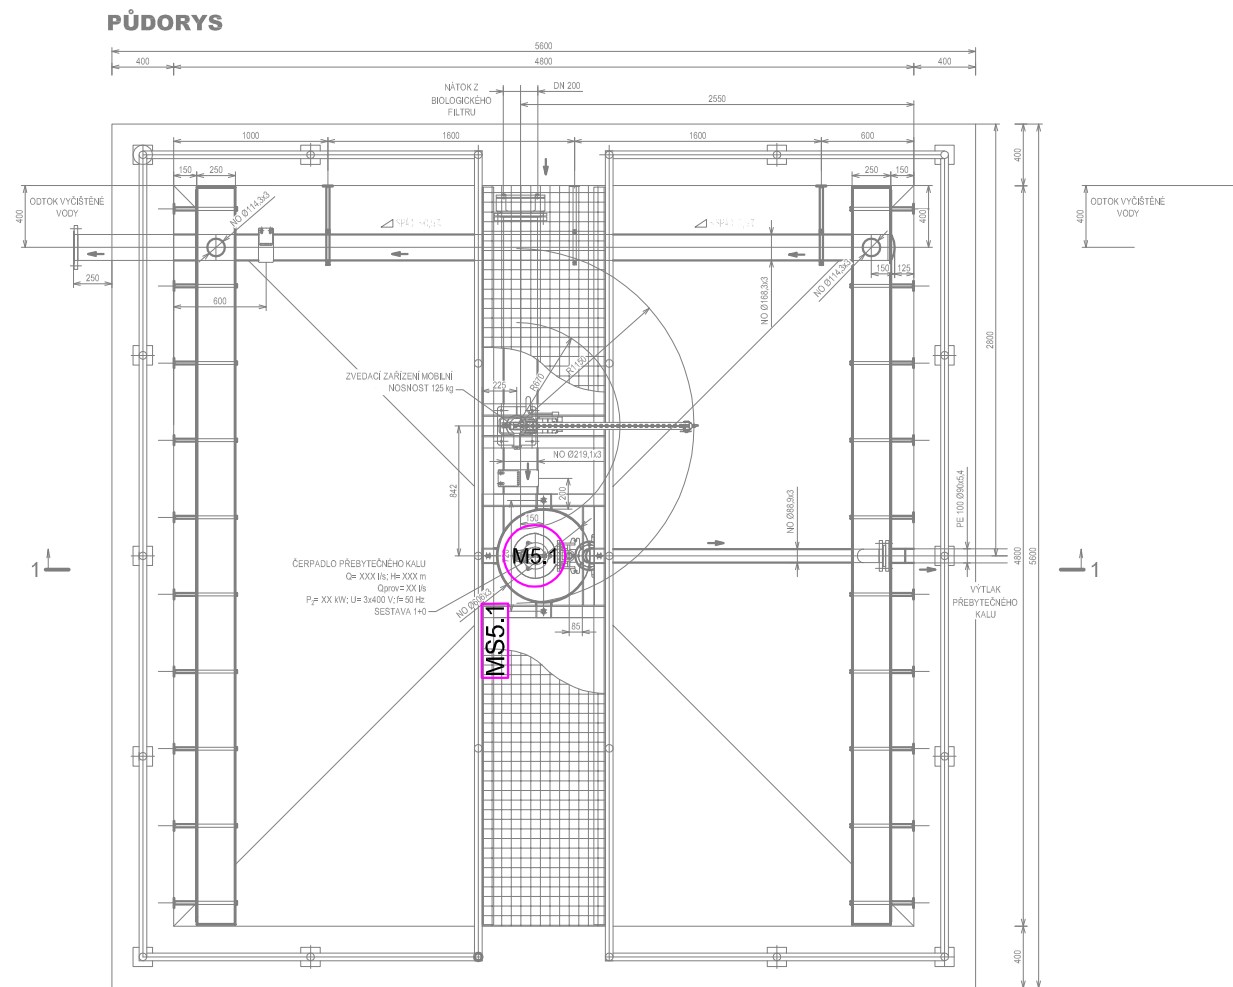 PŮDORYS
5600
400
4800
400
NÁTOK Z
BIOLOGICKÉHO
FILTRU
DN 200
2550
1000
1600
1600
600
150
250
250
150
400
ODTOK VYČIŠTĚNÉ
VODY
400
NO Ø114,3x3
400
ODTOK VYČIŠTĚNÉ
VODY
400
250
600
NO Ø168,3x3
NO Ø114,3x3
150
125
2800
R670
R1150
ZVEDACÍ ZAŘÍZENÍ MOBILNÍ
NOSNOST 125 kg
225
NO Ø219,1x3
842
200
150
NO Ø88,9x3
PE 100 Ø90x5,4
4800
5600
M5.1
1
1
ČERPADLO PŘEBYTEČNÉHO KALU
Q= XXX l/s; H= XXX m
Qprov= XX l/s
P2= XX kW; U= 3x400 V; f= 50 Hz
SESTAVA 1+0
NO Ø606x3
VÝTLAK
PŘEBYTEČNÉHO
KALU
65
MS5.1
400